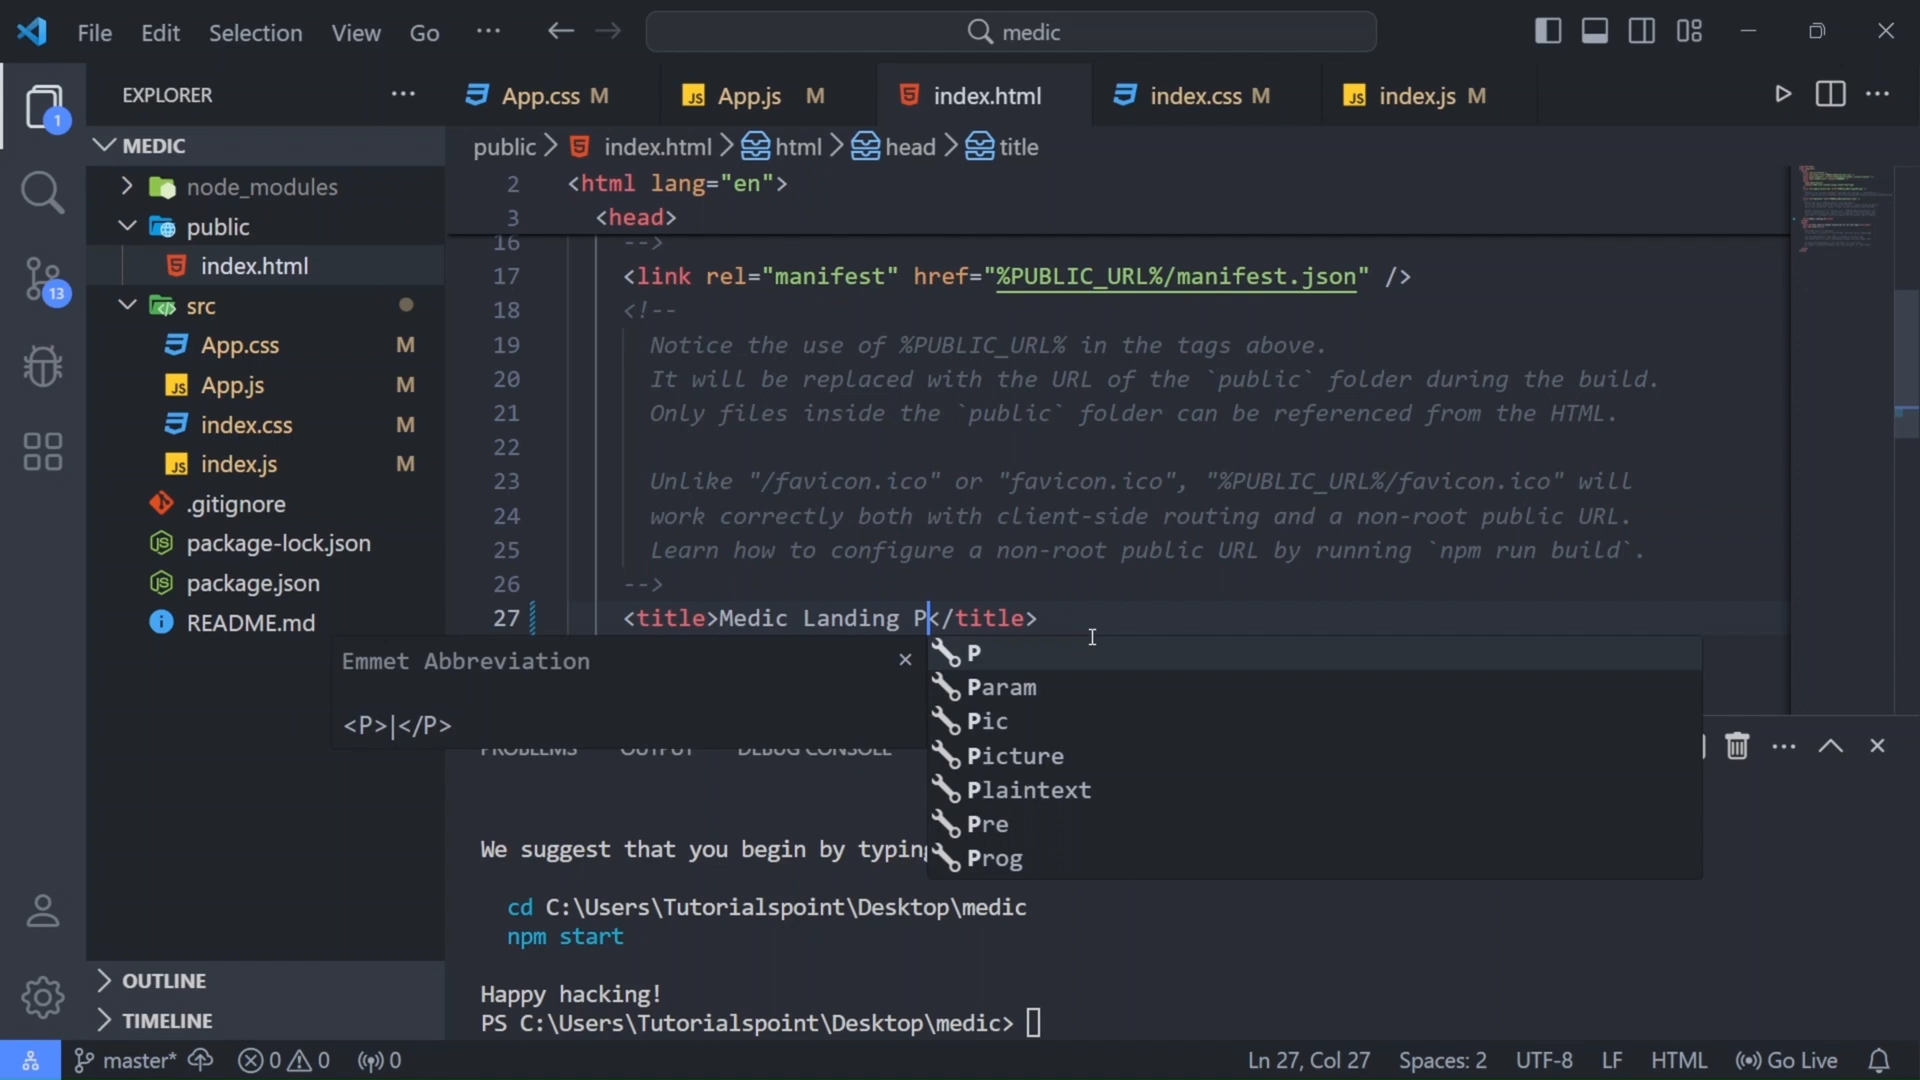 File Edit Selection View Go ··· medic
EXPLORER ···
1
13
MEDIC
node_modules
public
index.html
src
App.css M
App.js M
index.css M
index.js M
.gitignore
package-lock.json
package.json
README.md
OUTLINE
TIMELINE
App.css M App.js M index.html index.css M index.js M
public > index.html > html > head > title
2 <html lang="en">
3 <head>
16 -->
17 <link rel="manifest" href="%PUBLIC_URL%/manifest.json" />
18 <!--
19 Notice the use of %PUBLIC_URL% in the tags above.
20 It will be replaced with the URL of the `public` folder during the build.
21 Only files inside the `public` folder can be referenced from the HTML.
22
23 Unlike "/favicon.ico" or "favicon.ico", "%PUBLIC_URL%/favicon.ico" will
24 work correctly both with client-side routing and a non-root public URL.
25 Learn how to configure a non-root public URL by running `npm run build`.
26 -->
27 <title>Medic Landing P</title>
Emmet Abbreviation
<P>|</P>
P
Param
Pic
Picture
Plaintext
Pre
Prog
PROBLEMS OUTPUT DEBUG CONSOLE
We suggest that you begin by typing
cd C:\Users\Tutorialspoint\Desktop\medic
npm start
Happy hacking!
PS C:\Users\Tutorialspoint\Desktop\medic>
master* 0 0 0 Ln 27, Col 27 Spaces: 2 UTF-8 LF HTML Go Live